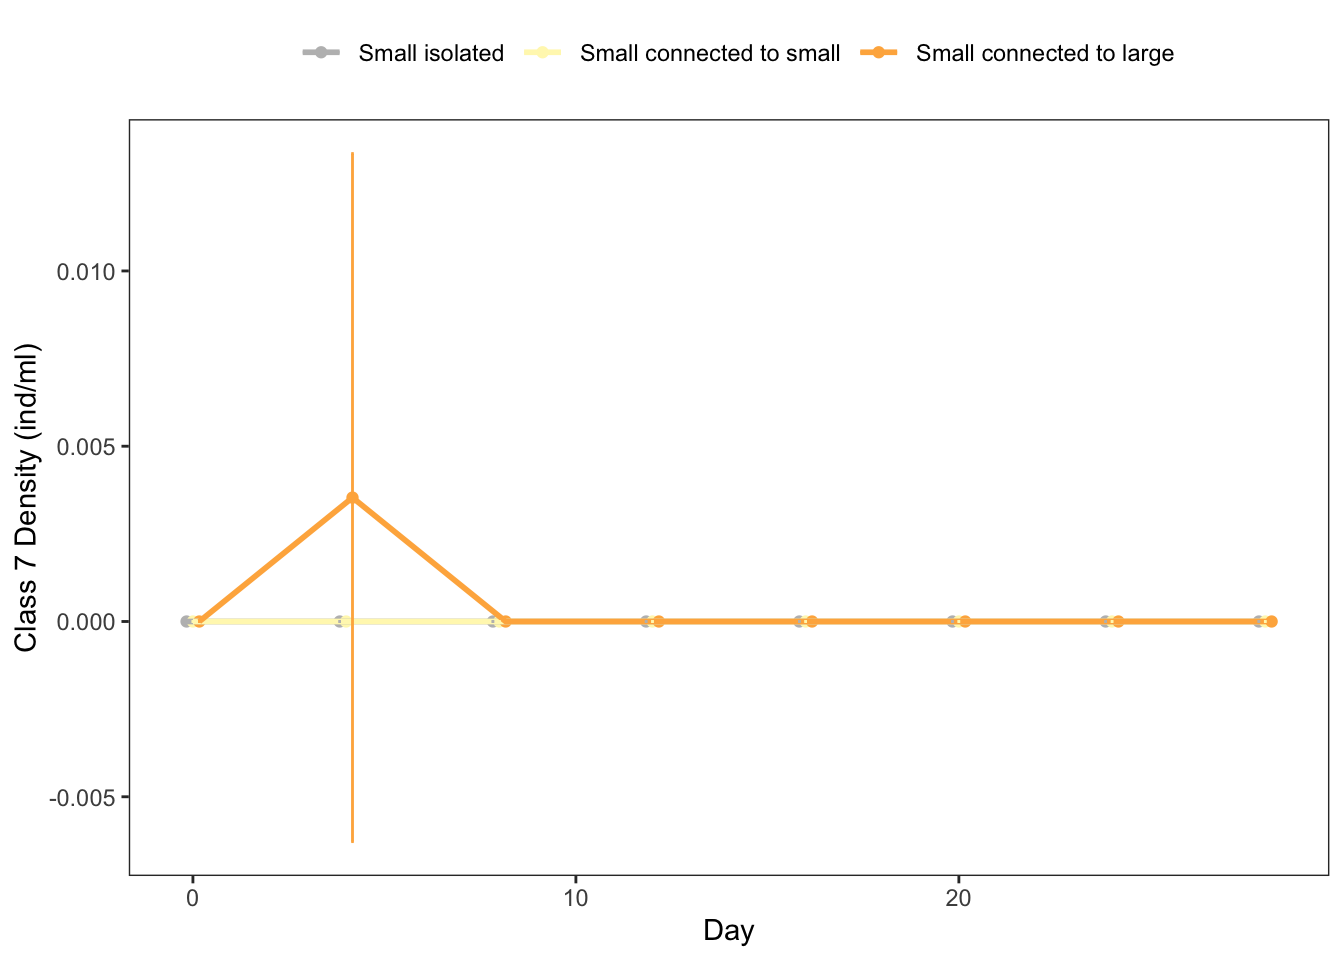 Small isolated Small connected to small Small connected to large
Class 7 Density (ind/ml)
0.010
0.005
0.000
-0.005
0 10 20
Day